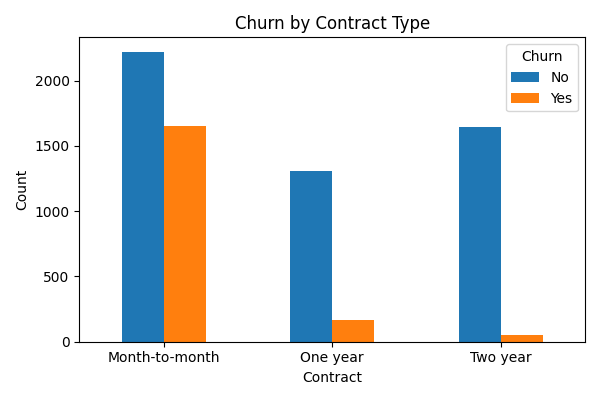 Churn by Contract Type
Churn
No
Yes
2000
1500
1000
500
0
Count
Month-to-month
One year
Two year
Contract